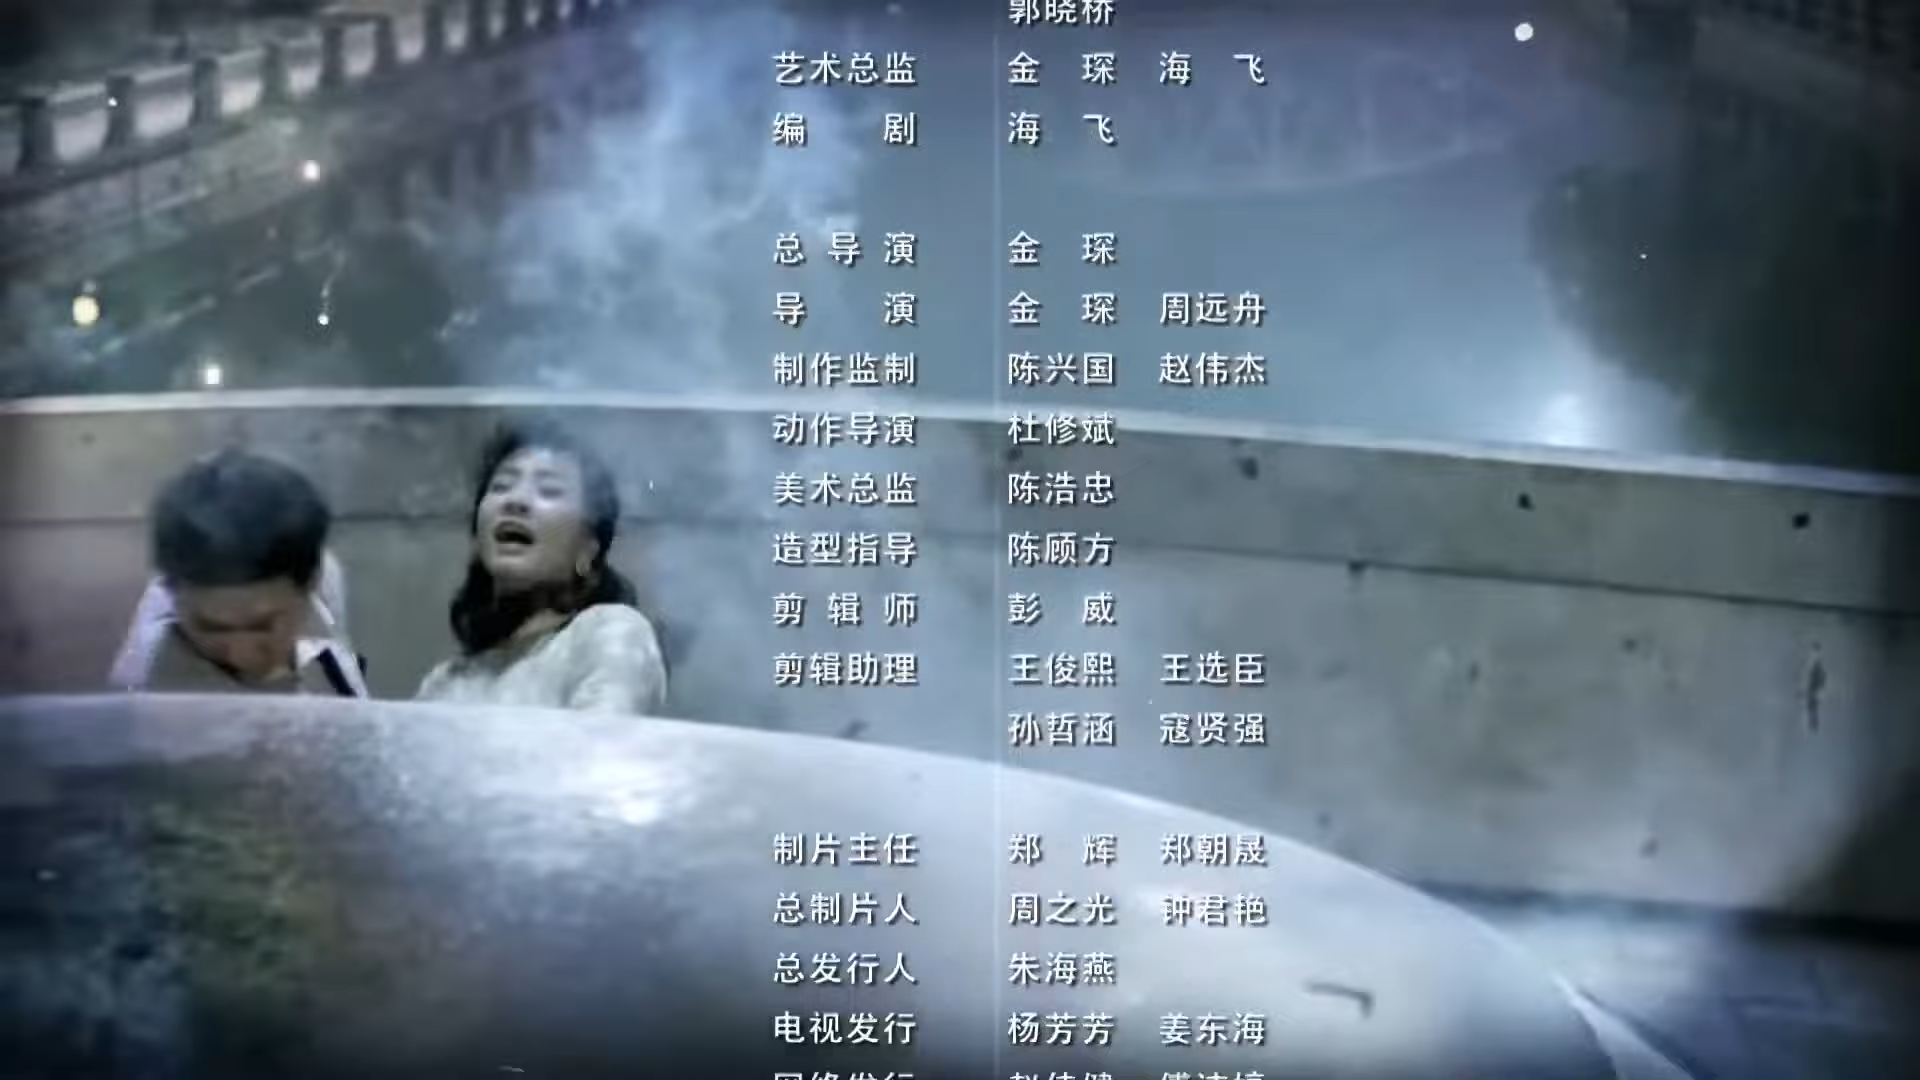 郭晓桥
艺术总监 金琛 海飞
编剧 海飞
总导演 金琛
导演 金琛 周远舟
制作监制 陈兴国 赵伟杰
动作导演 杜修斌
美术总监 陈浩忠
造型指导 陈顾方
剪辑师 彭威
剪辑助理 王俊熙 王选臣
孙哲涵 寇贤强
制片主任 郑辉 郑朝晟
总制片人 周之光 钟君艳
总发行人 朱海燕
电视发行 杨芳芳 姜东海